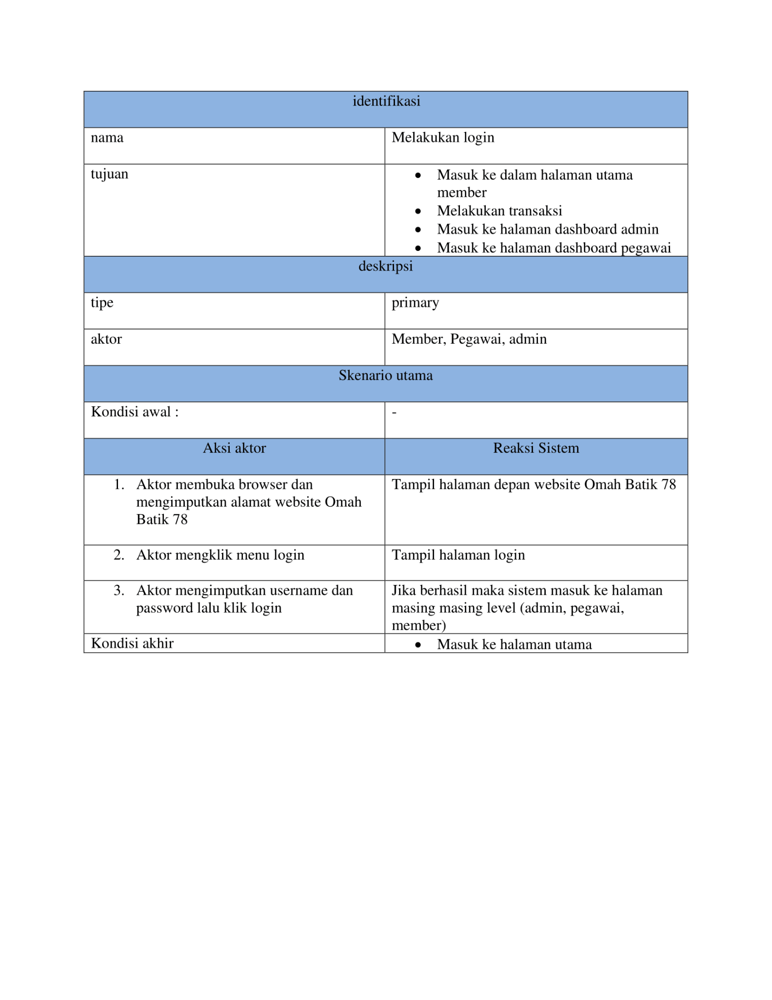 identifikasi
nama
Melakukan login
tujuan
• Masuk ke dalam halaman utama
member
• Melakukan transaksi
• Masuk ke halaman dashboard admin
• Masuk ke halaman dashboard pegawai
deskripsi
tipe
primary
aktor
Member, Pegawai, admin
Skenario utama
Kondisi awal :
-
Aksi aktor
Reaksi Sistem
1. Aktor membuka browser dan
mengimputkan alamat website Omah
Batik 78
Tampil halaman depan website Omah Batik 78
2. Aktor mengklik menu login
Tampil halaman login
3. Aktor mengimputkan username dan
password lalu klik login
Jika berhasil maka sistem masuk ke halaman
masing masing level (admin, pegawai,
member)
Kondisi akhir
• Masuk ke halaman utama